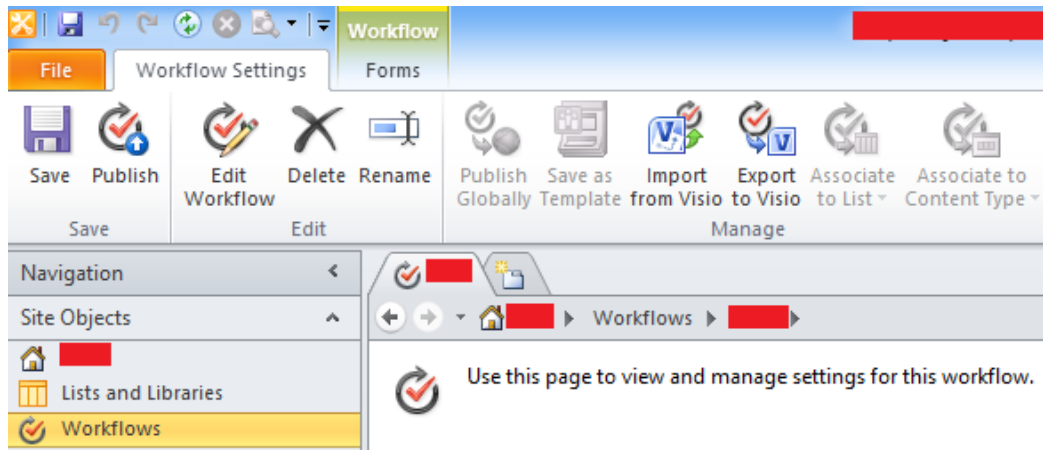 Workflow
File Workflow Settings Forms
Save Publish Edit Workflow Delete Rename Publish Globally Save as Template Import from Visio Export to Visio Associate to List Associate to Content Type
Save Edit Manage
Navigation
Site Objects
Workflows
Use this page to view and manage settings for this workflow.
Lists and Libraries
Workflows